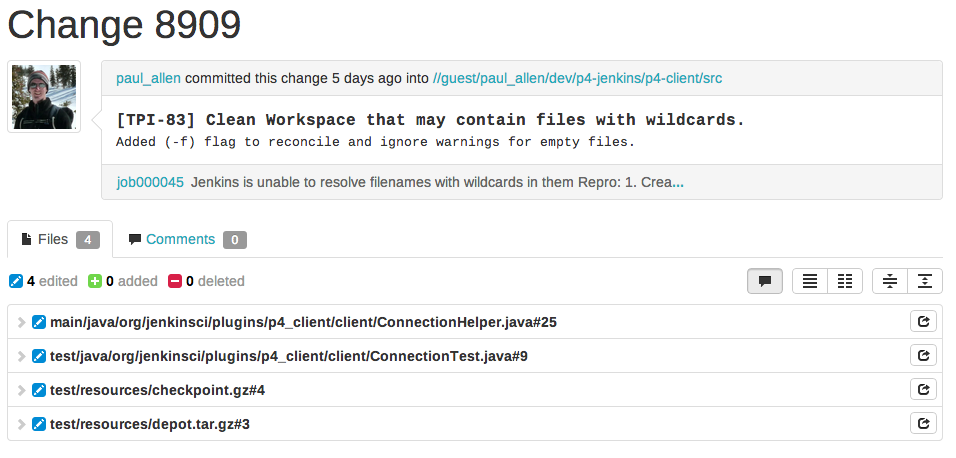 Change 8909
paul_allen committed this change 5 days ago into //guest/paul_allen/dev/p4-jenkins/p4-client/src
[TPI-83] Clean Workspace that may contain files with wildcards.
Added (-f) flag to reconcile and ignore warnings for empty files.
job000045 Jenkins is unable to resolve filenames with wildcards in them Repro: 1. Crea...
Files 4 Comments 0
4 edited 0 added 0 deleted
main/java/org/jenkinsci/plugins/p4_client/client/ConnectionHelper.java#25
test/java/org/jenkinsci/plugins/p4_client/client/ConnectionTest.java#9
test/resources/checkpoint.gz#4
test/resources/depot.tar.gz#3